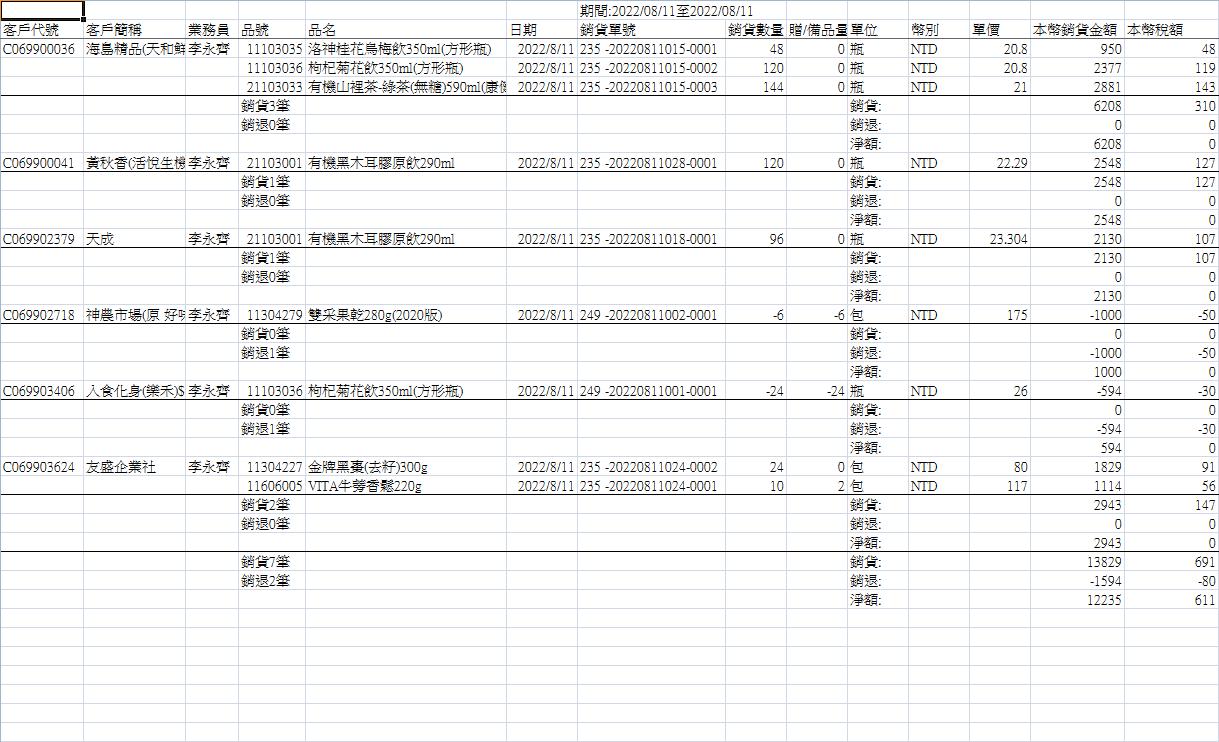 期間:2022/08/11至2022/08/11
客戶代號 客戶簡稱 業務員 品號 品名 日期 銷貨單號 銷貨數量 贈/備品量 單位 幣別 單價 本幣銷貨金額 本幣稅額
C069900036 海島精品(天和鮮 李永齊 11103035 洛神桂花烏梅飲350ml(方形瓶) 2022/8/11 235 -20220811015-0001 48 0 瓶 NTD 20.8 950 48
11103036 枸杞菊花飲350ml(方形瓶) 2022/8/11 235 -20220811015-0002 120 0 瓶 NTD 20.8 2377 119
21103033 有機山裡茶-綠茶(無糖)590ml(康健 2022/8/11 235 -20220811015-0003 144 0 瓶 NTD 21 2881 143
銷貨3筆 銷貨: 6208 310
銷退0筆 銷退: 0 0
淨額: 6208 0
C069900041 黃秋香(活悅生機 李永齊 21103001 有機黑木耳膠原飲290ml 2022/8/11 235 -20220811028-0001 120 0 瓶 NTD 22.29 2548 127
銷貨1筆 銷貨: 2548 127
銷退0筆 銷退: 0 0
淨額: 2548 0
C069902379 天成 李永齊 21103001 有機黑木耳膠原飲290ml 2022/8/11 235 -20220811018-0001 96 0 瓶 NTD 23.304 2130 107
銷貨1筆 銷貨: 2130 107
銷退0筆 銷退: 0 0
淨額: 2130 0
C069902718 神農市場(原 好味 李永齊 11304279 雙采果乾280g(2020版) 2022/8/11 249 -20220811002-0001 -6 -6 包 NTD 175 -1000 -50
銷貨0筆 銷貨: 0 0
銷退1筆 銷退: -1000 -50
淨額: 1000 0
C069903406 入食化身(樂禾)S 李永齊 11103036 枸杞菊花飲350ml(方形瓶) 2022/8/11 249 -20220811001-0001 -24 -24 瓶 NTD 26 -594 -30
銷貨0筆 銷貨: 0 0
銷退1筆 銷退: -594 -30
淨額: 594 0
C069903624 友盛企業社 李永齊 11304227 金牌黑棗(去籽)300g 2022/8/11 235 -20220811024-0002 24 0 包 NTD 80 1829 91
11606005 VITA牛蒡香鬆220g 2022/8/11 235 -20220811024-0001 10 2 包 NTD 117 1114 56
銷貨2筆 銷貨: 2943 147
銷退0筆 銷退: 0 0
淨額: 2943 0
銷貨7筆 銷貨: 13829 691
銷退2筆 銷退: -1594 -80
淨額: 12235 611